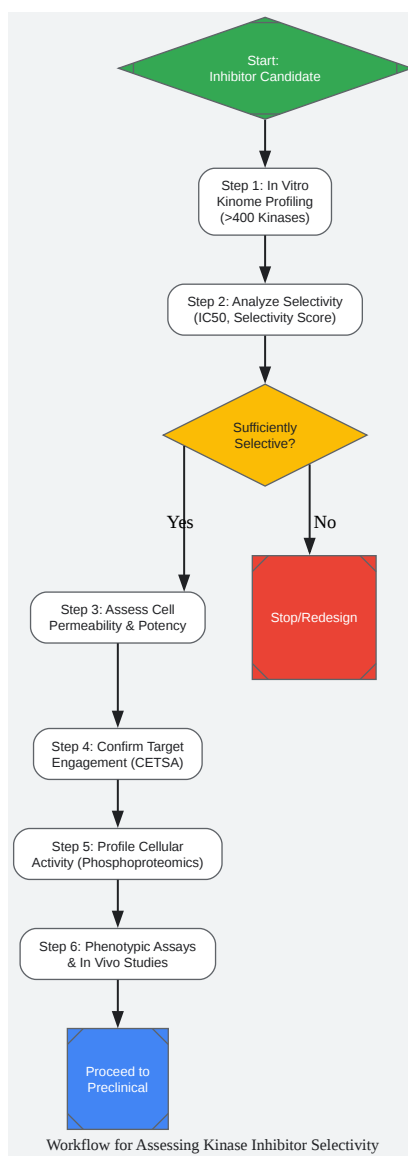 Start:
Inhibitor Candidate
Step 1: In Vitro
Kinome Profiling
(>400 Kinases)
Step 2: Analyze Selectivity
(IC50, Selectivity Score)
Sufficiently
Selective?
Yes
No
Step 3: Assess Cell
Permeability & Potency
Stop/Redesign
Step 4: Confirm Target
Engagement (CETSA)
Step 5: Profile Cellular
Activity (Phosphoproteomics)
Step 6: Phenotypic Assays
& In Vivo Studies
Proceed to
Preclinical
Workflow for Assessing Kinase Inhibitor Selectivity